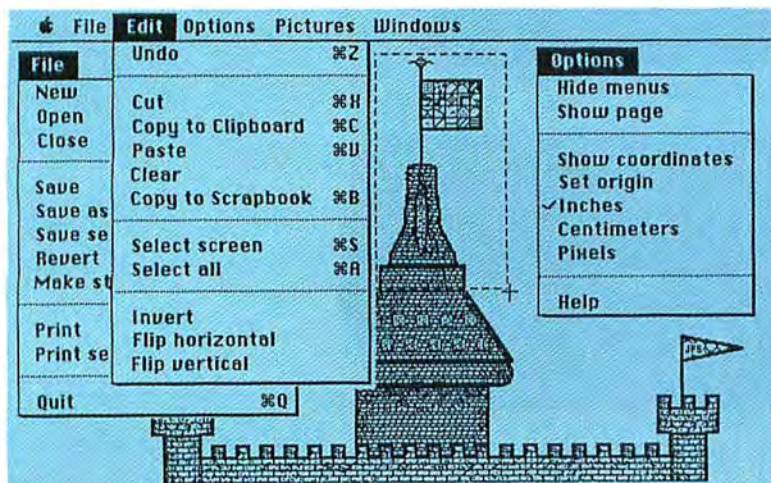 File Edit Options Pictures Windows
File
New
Open
Close
Save
Save as
Save se
Revert
Make st
Print
Print se
Quit ⌘Q
Undo ⌘Z
Cut ⌘X
Copy to Clipboard ⌘C
Paste ⌘V
Clear
Copy to Scrapbook ⌘B
Select screen ⌘S
Select all ⌘A
Invert
Flip horizontal
Flip vertical
Options
Hide menus
Show page
Show coordinates
Set origin
✓Inches
Centimeters
Pixels
Help